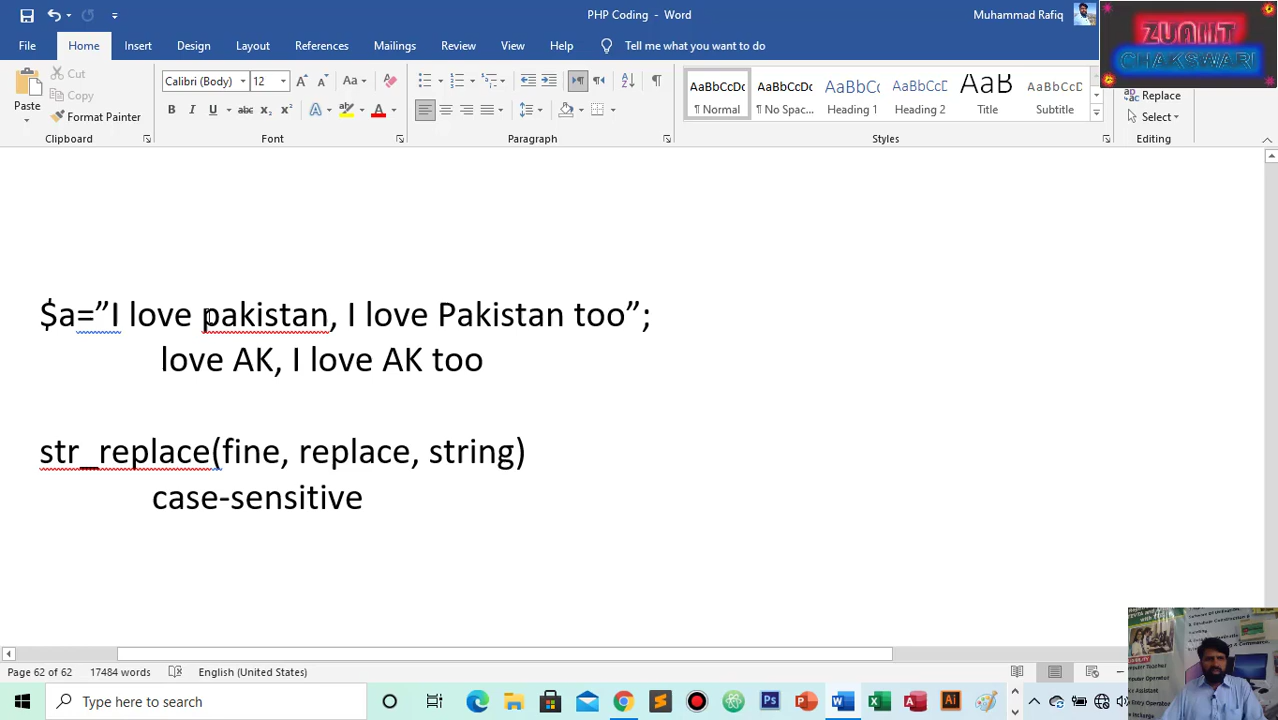 PHP Coding - Word
Muhammad Rafiq
ZUNIIT
CHAKSWARI
File Home Insert Design Layout References Mailings Review View Help Tell me what you want to do
Paste
Cut
Copy
Format Painter
Clipboard
Calibri (Body) 12
Font
Paragraph
AaBbCcDc AaBbCcDc AaBbCc AaBbCcC AaB AaBbCcC
¶ Normal ¶ No Spac... Heading 1 Heading 2 Title Subtitle
Styles
Replace
Select
Editing
$a=”I love pakistan, I love Pakistan too”;
love AK, I love AK too
str_replace(fine, replace, string)
case-sensitive
Page 62 of 62 17484 words English (United States)
Type here to search